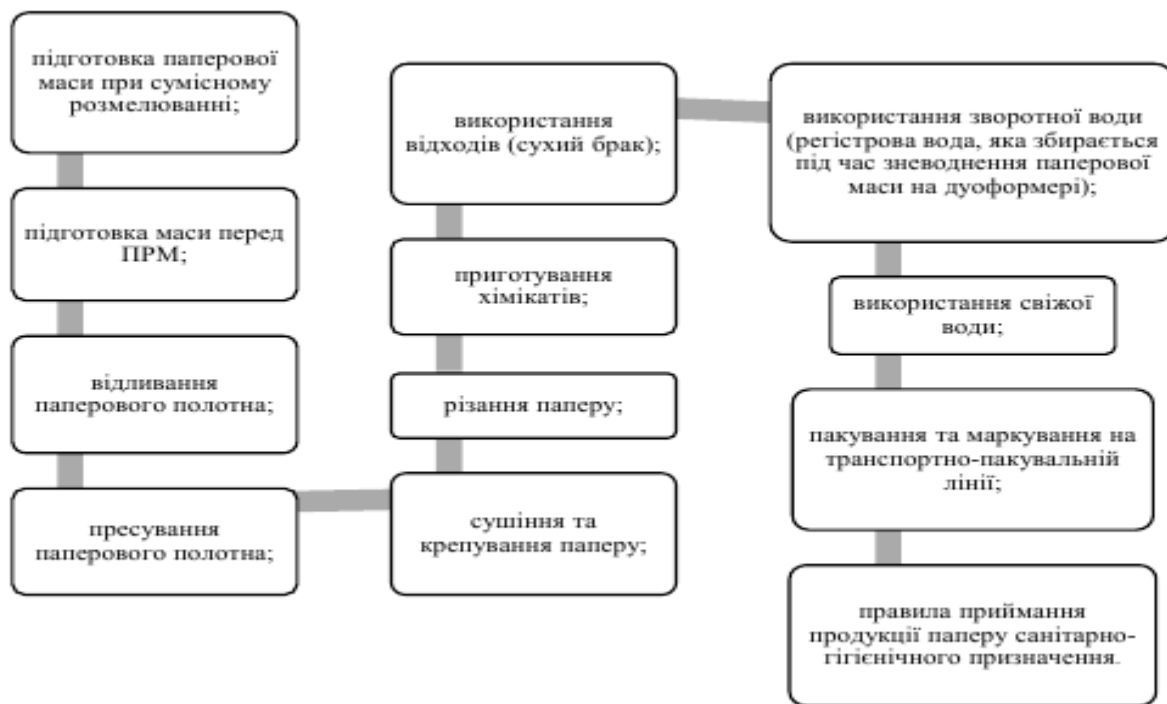 підготовка паперової
маси при сумісному
розмелюванні;
підготовка маси перед
ПРМ;
відливання
паперового полотна;
пресування
паперового полотна;
сушіння та
крепування паперу;
різання паперу;
приготування
хімікатів;
використання
відходів (сухий брак);
використання зворотної води
(регістрова вода, яка збирається
під час зневоднення паперової
маси на дуоформері);
використання свіжої
води;
пакування та маркування на
транспортно-пакувальній
лінії;
правила приймання
продукції паперу санітарно-
гігієнічного призначення.